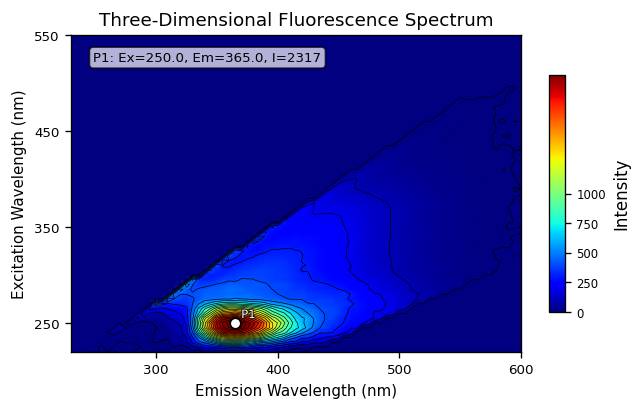 Three-Dimensional Fluorescence Spectrum
P1: Ex=250.0, Em=365.0, I=2317
550
450
350
250
Excitation Wavelength (nm)
P1
300
400
500
600
Emission Wavelength (nm)
1000
750
500
250
0
Intensity